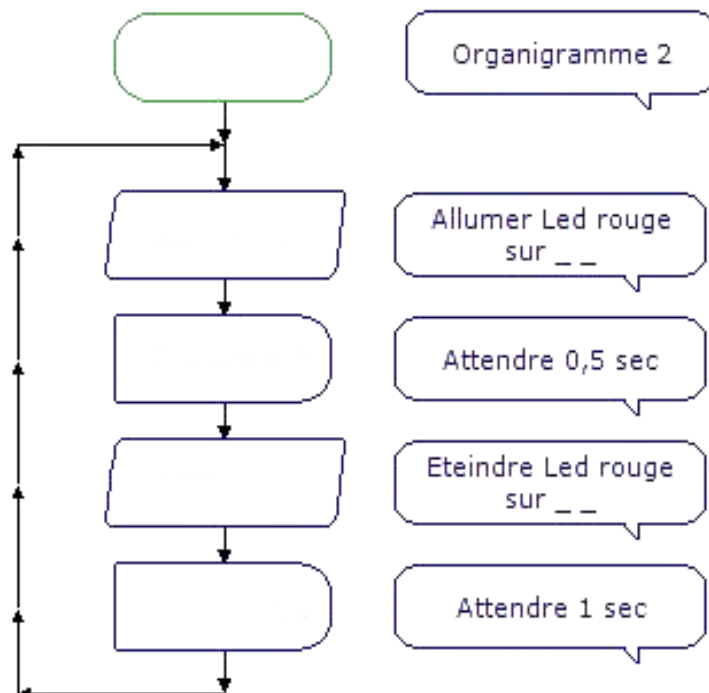 Organigramme 2
Allumer Led rouge
sur _ _
Attendre 0,5 sec
Eteindre Led rouge
sur _ _
Attendre 1 sec